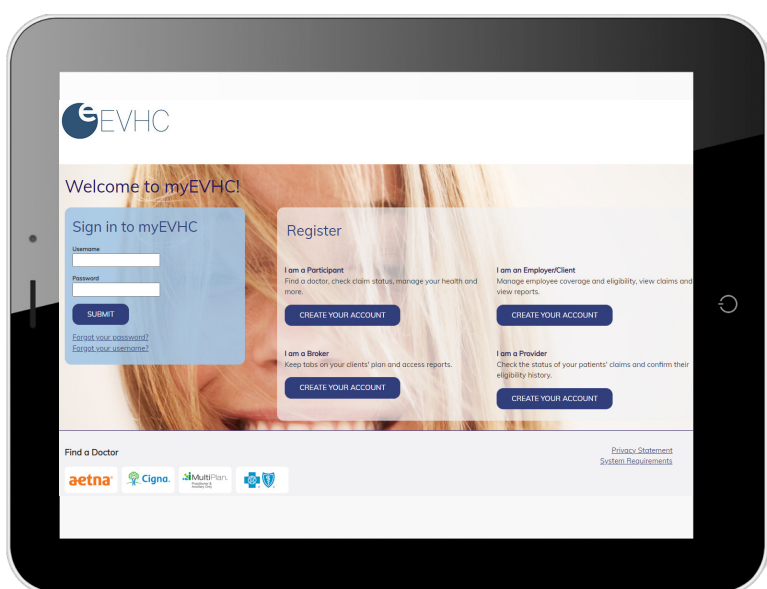 eEVHC
Welcome to myEVHC!
Sign in to myEVHC
Username
Password
SUBMIT
Forgot your password?
Forgot your username?
Register
I am a Participant
Find a doctor, check claim status, manage your health and
more.
CREATE YOUR ACCOUNT
I am an Employer/Client
Manage employee coverage and eligibility, view claims and
view reports.
CREATE YOUR ACCOUNT
I am a Broker
Keep tabs on your clients' plan and access reports.
CREATE YOUR ACCOUNT
I am a Provider
Check the status of your patients' claims and confirm their
eligibility history.
CREATE YOUR ACCOUNT
Find a Doctor
Privacy Statement
System Requirements
aetna
Cigna.
MultiPlan.
Practitioner &
Ancillary Only